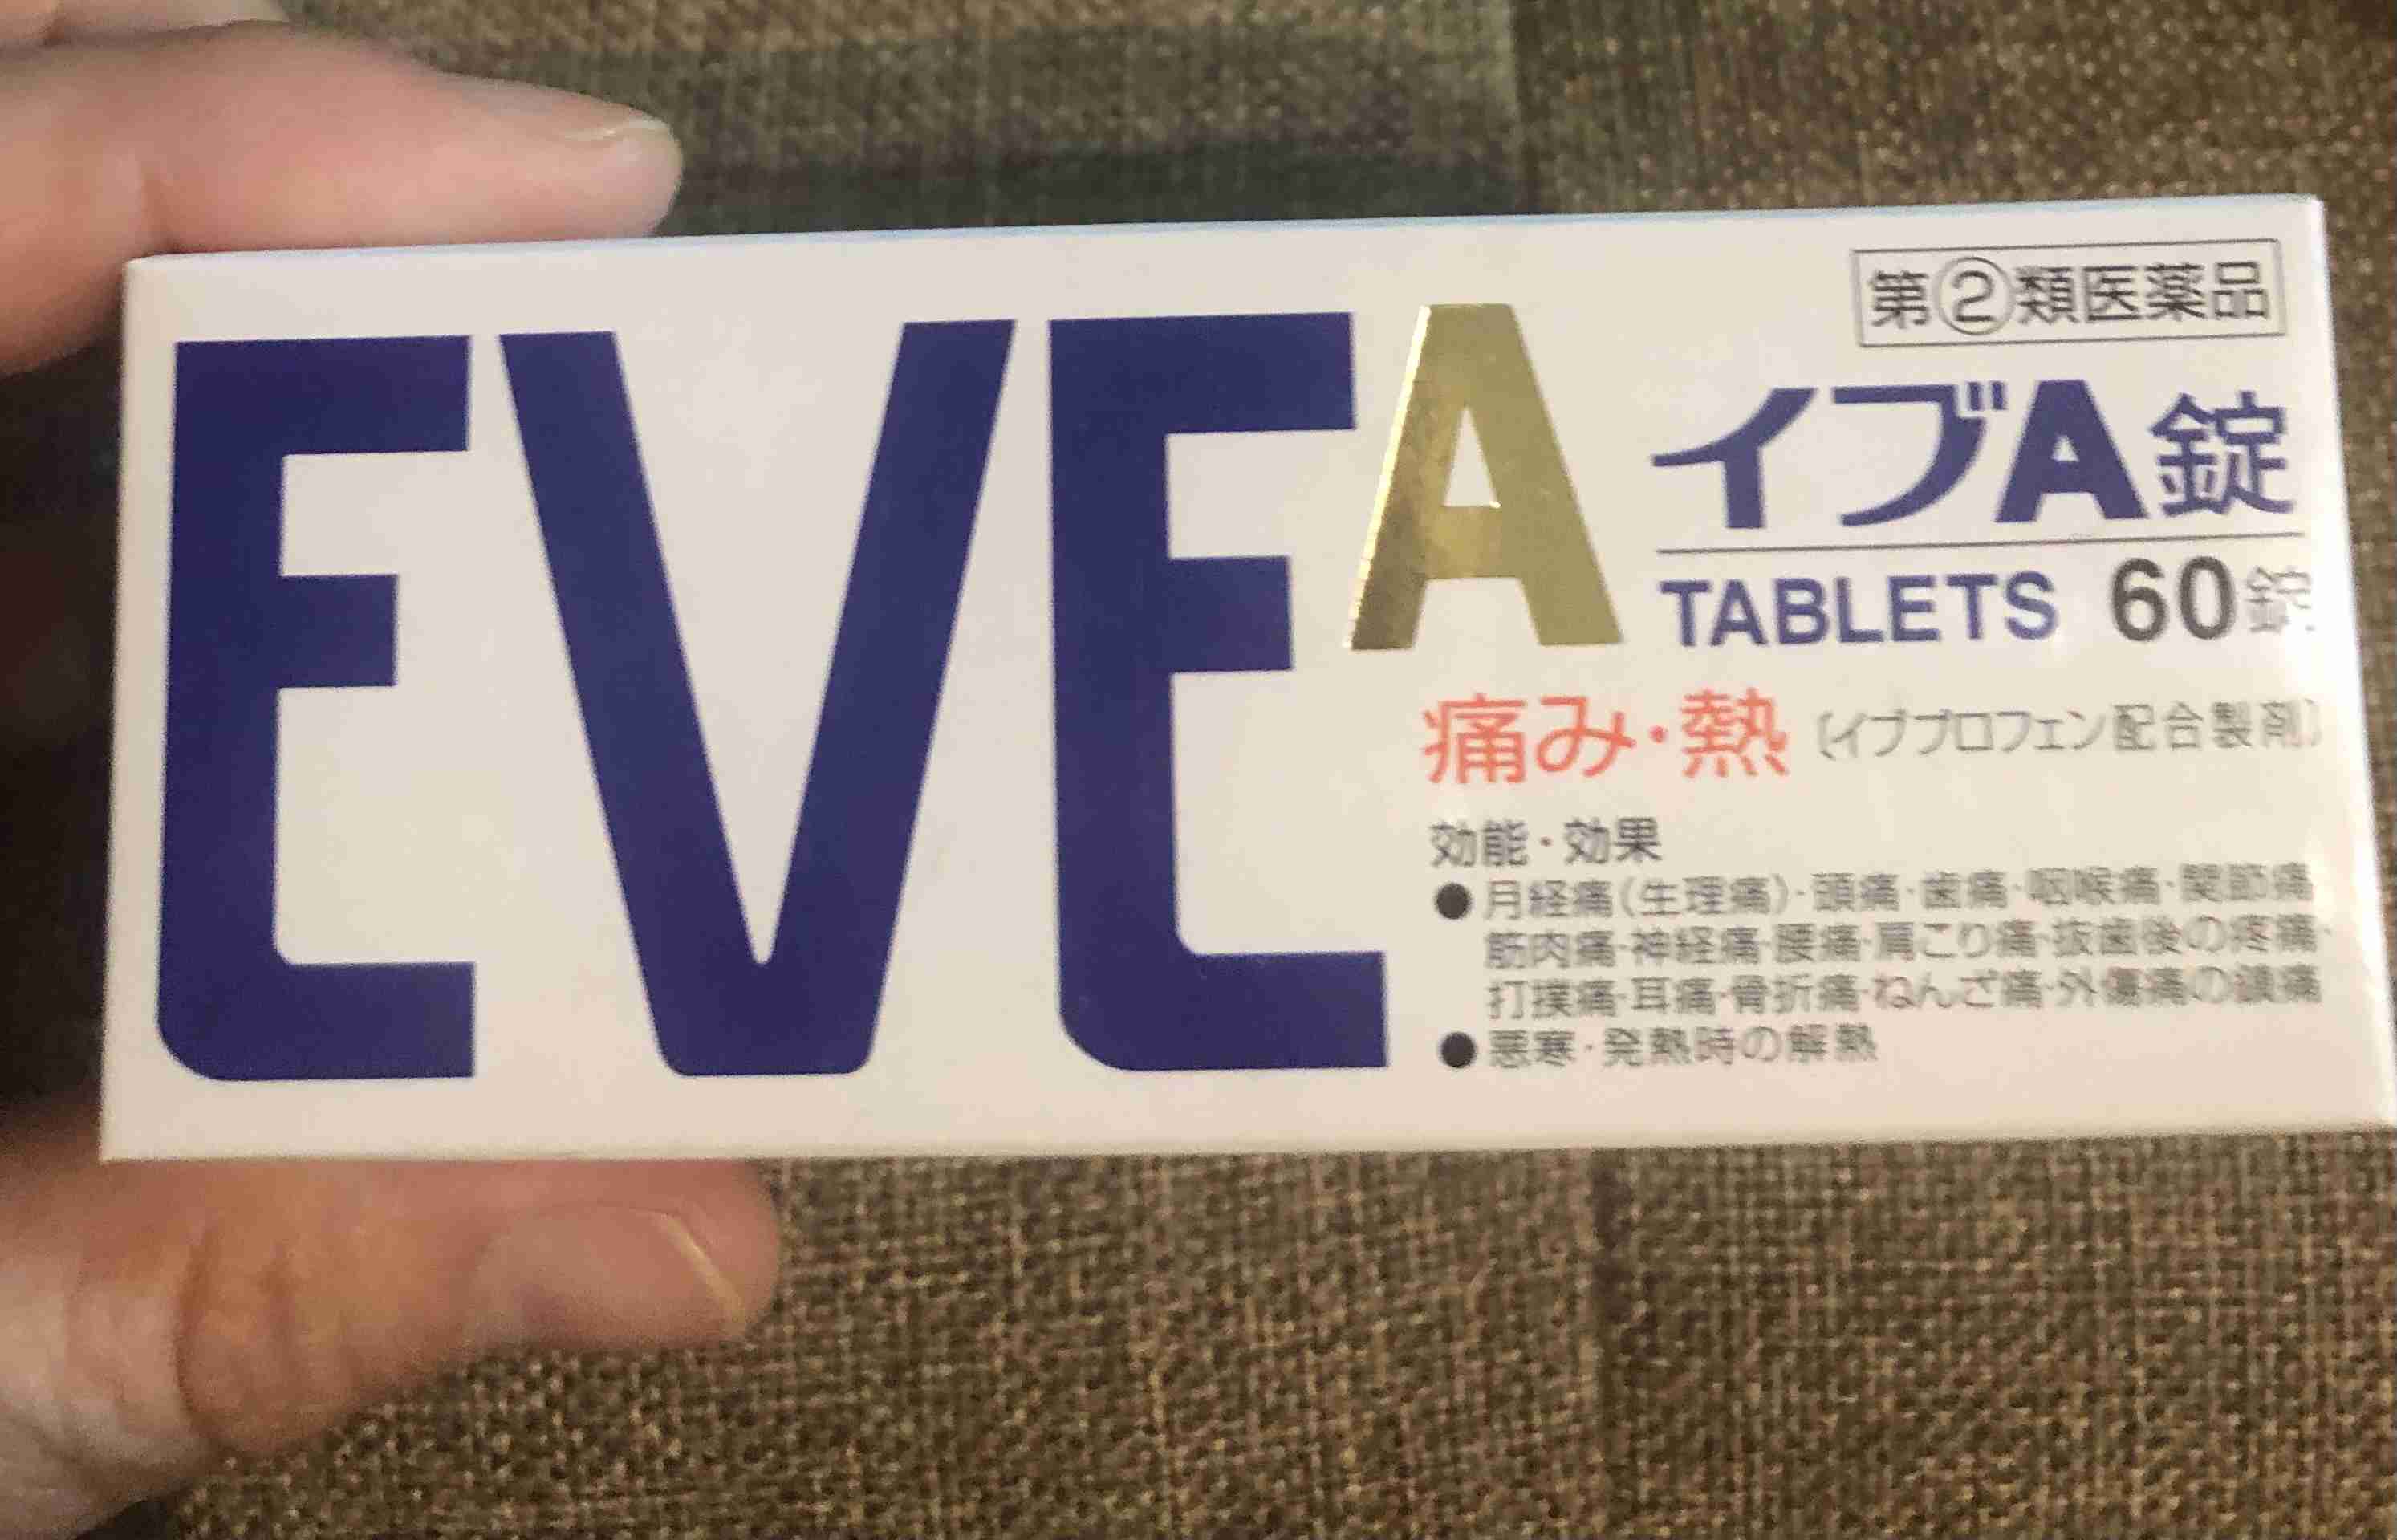 EVE A
第②類医薬品
イブA錠
TABLETS 60錠
痛み・熱 〔イブプロフェン配合製剤〕
効能・効果
●月経痛(生理痛)・頭痛・歯痛・咽喉痛・関節痛・
筋肉痛・神経痛・腰痛・肩こり痛・抜歯後の疼痛・
打撲痛・耳痛・骨折痛・ねんざ痛・外傷痛の鎮痛
●悪寒・発熱時の解熱